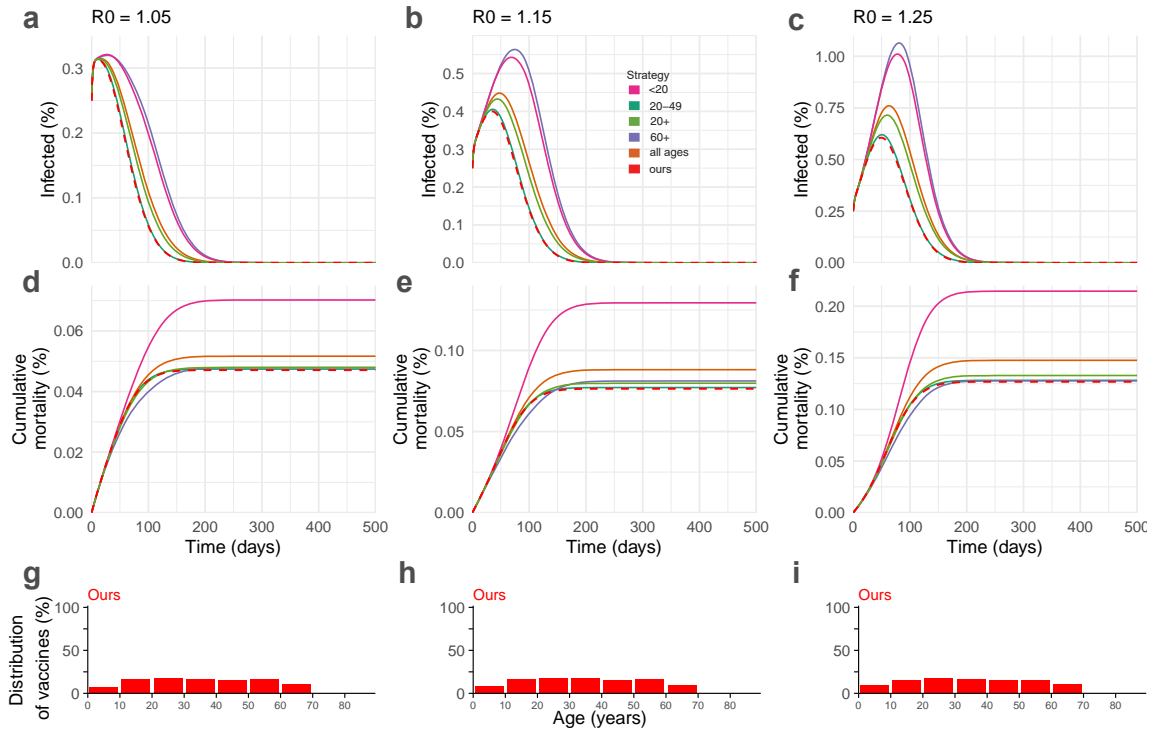 a
R0 = 1.05
b
R0 = 1.15
c
R0 = 1.25
Infected (%)
0.3
0.2
0.1
0.0
Infected (%)
0.5
0.4
0.3
0.2
0.1
0.0
Strategy
<20
20–49
20+
60+
all ages
ours
Infected (%)
1.00
0.75
0.50
0.25
0.0
d
e
f
Cumulative
mortality (%)
0.06
0.04
0.02
0.00
0 100 200 300 400 500
Time (days)
Cumulative
mortality (%)
0.10
0.05
0.00
0 100 200 300 400 500
Time (days)
Cumulative
mortality (%)
0.20
0.15
0.10
0.05
0.00
0 100 200 300 400 500
Time (days)
g
h
i
Distribution
of vaccines (%)
Ours
100
50
0
0 10 20 30 40 50 60 70 80
Ours
100
50
0
0 10 20 30 40 50 60 70 80
Age (years)
Ours
100
50
0
0 10 20 30 40 50 60 70 80